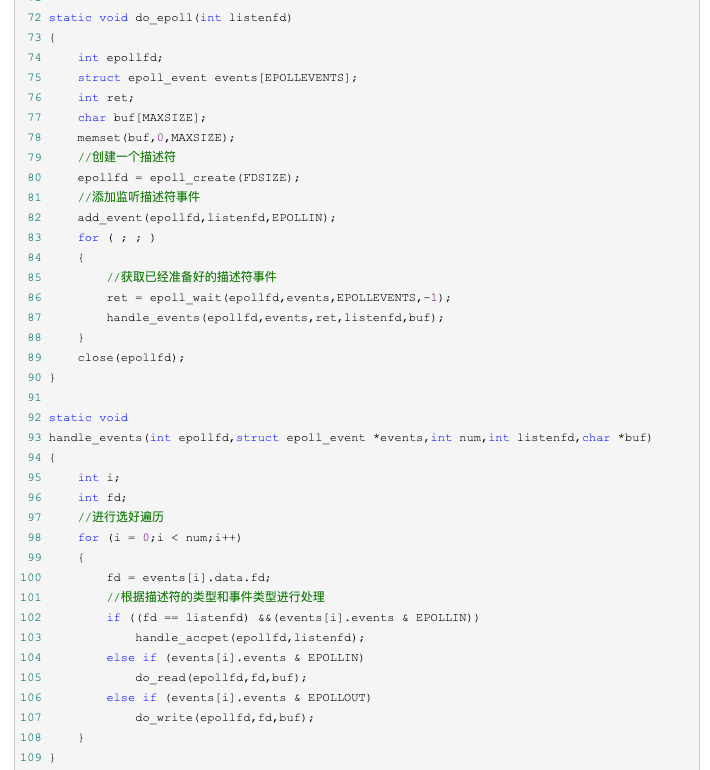 72 static void do_epoll(int listenfd)
73 {
74     int epollfd;
75     struct epoll_event events[EPOLLEVENTS];
76     int ret;
77     char buf[MAXSIZE];
78     memset(buf,0,MAXSIZE);
79     //创建一个描述符
80     epollfd = epoll_create(FDSIZE);
81     //添加监听描述符事件
82     add_event(epollfd,listenfd,EPOLLIN);
83     for ( ; ; )
84     {
85         //获取已经准备好的描述符事件
86         ret = epoll_wait(epollfd,events,EPOLLEVENTS,-1);
87         handle_events(epollfd,events,ret,listenfd,buf);
88     }
89     close(epollfd);
90 }
91
92 static void
93 handle_events(int epollfd,struct epoll_event *events,int num,int listenfd,char *buf)
94 {
95     int i;
96     int fd;
97     //进行选好遍历
98     for (i = 0;i < num;i++)
99     {
100         fd = events[i].data.fd;
101         //根据描述符的类型和事件类型进行处理
102         if ((fd == listenfd) &&(events[i].events & EPOLLIN))
103             handle_accpet(epollfd,listenfd);
104         else if (events[i].events & EPOLLIN)
105             do_read(epollfd,fd,buf);
106         else if (events[i].events & EPOLLOUT)
107             do_write(epollfd,fd,buf);
108     }
109 }